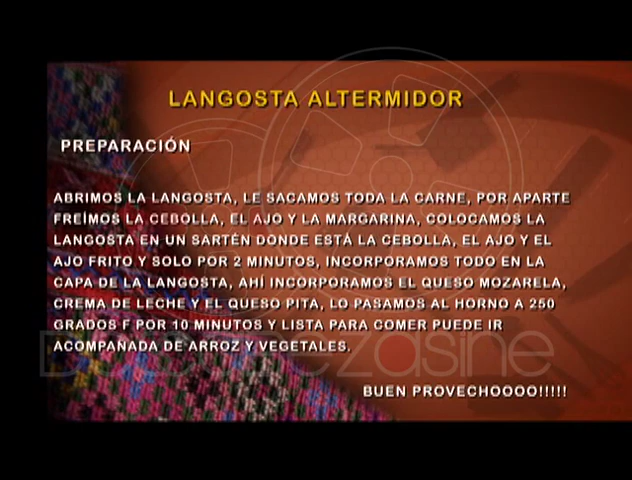 LANGOSTA ALTERMIDOR
PREPARACIÓN
ABRIMOS LA LANGOSTA, LE SACAMOS TODA LA CARNE, POR APARTE
FREÍMOS LA CEBOLLA, EL AJO Y LA MARGARINA, COLOCAMOS LA
LANGOSTA EN UN SARTÉN DONDE ESTÁ LA CEBOLLA, EL AJO Y EL
AJO FRITO Y SOLO POR 2 MINUTOS, INCORPORAMOS TODO EN LA
CAPA DE LA LANGOSTA, AHÍ INCORPORAMOS EL QUESO MOZARELA,
CREMA DE LECHE Y EL QUESO PITA, LO PASAMOS AL HORNO A 250
GRADOS F POR 10 MINUTOS Y LISTA PARA COMER PUEDE IR
ACOMPAÑADA DE ARROZ Y VEGETALES.
BUEN PROVECHOOOO!!!!!